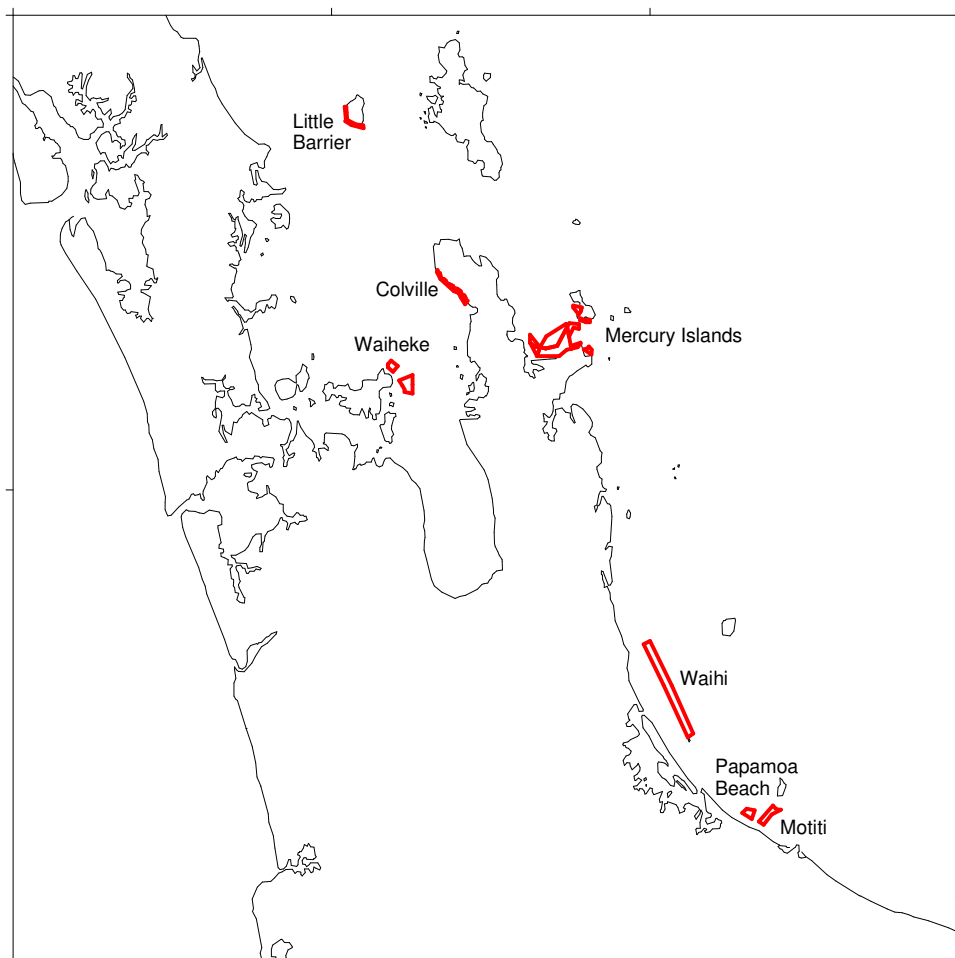 Little
Barrier
Colville
Mercury Islands
Waiheke
Waihi
Papamoa
Beach
Motiti